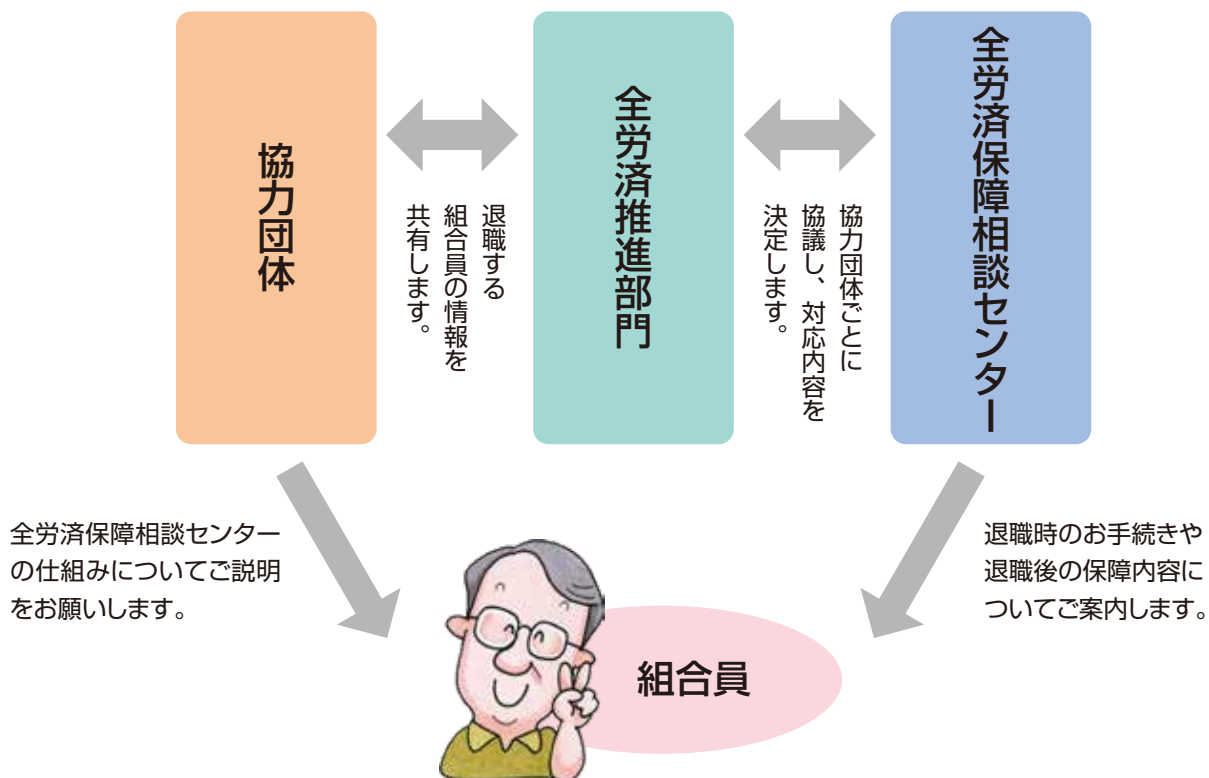 協力団体
退職する
組合員の情報を
共有します。
全労済推進部門
協力団体ごとに
協議し、対応内容を
決定します。
全労済保障相談センター
全労済保障相談センター
の仕組みについてご説明
をお願いします。
退職時のお手続きや
退職後の保障内容に
ついてご案内します。
組合員